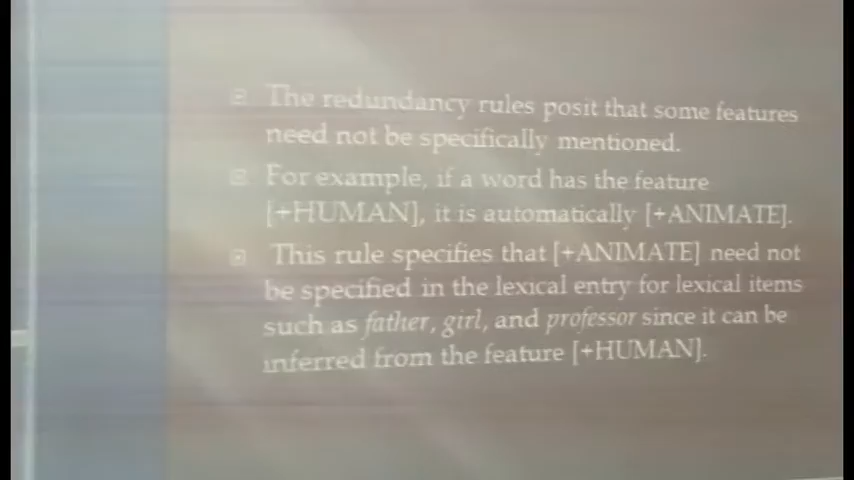 The redundancy rules posit that some features
need not be specifically mentioned.
For example, if a word has the feature
[+HUMAN], it is automatically [+ANIMATE].
This rule specifies that [+ANIMATE] need not
be specified in the lexical entry for lexical items
such as father, girl, and professor since it can be
inferred from the feature [+HUMAN].